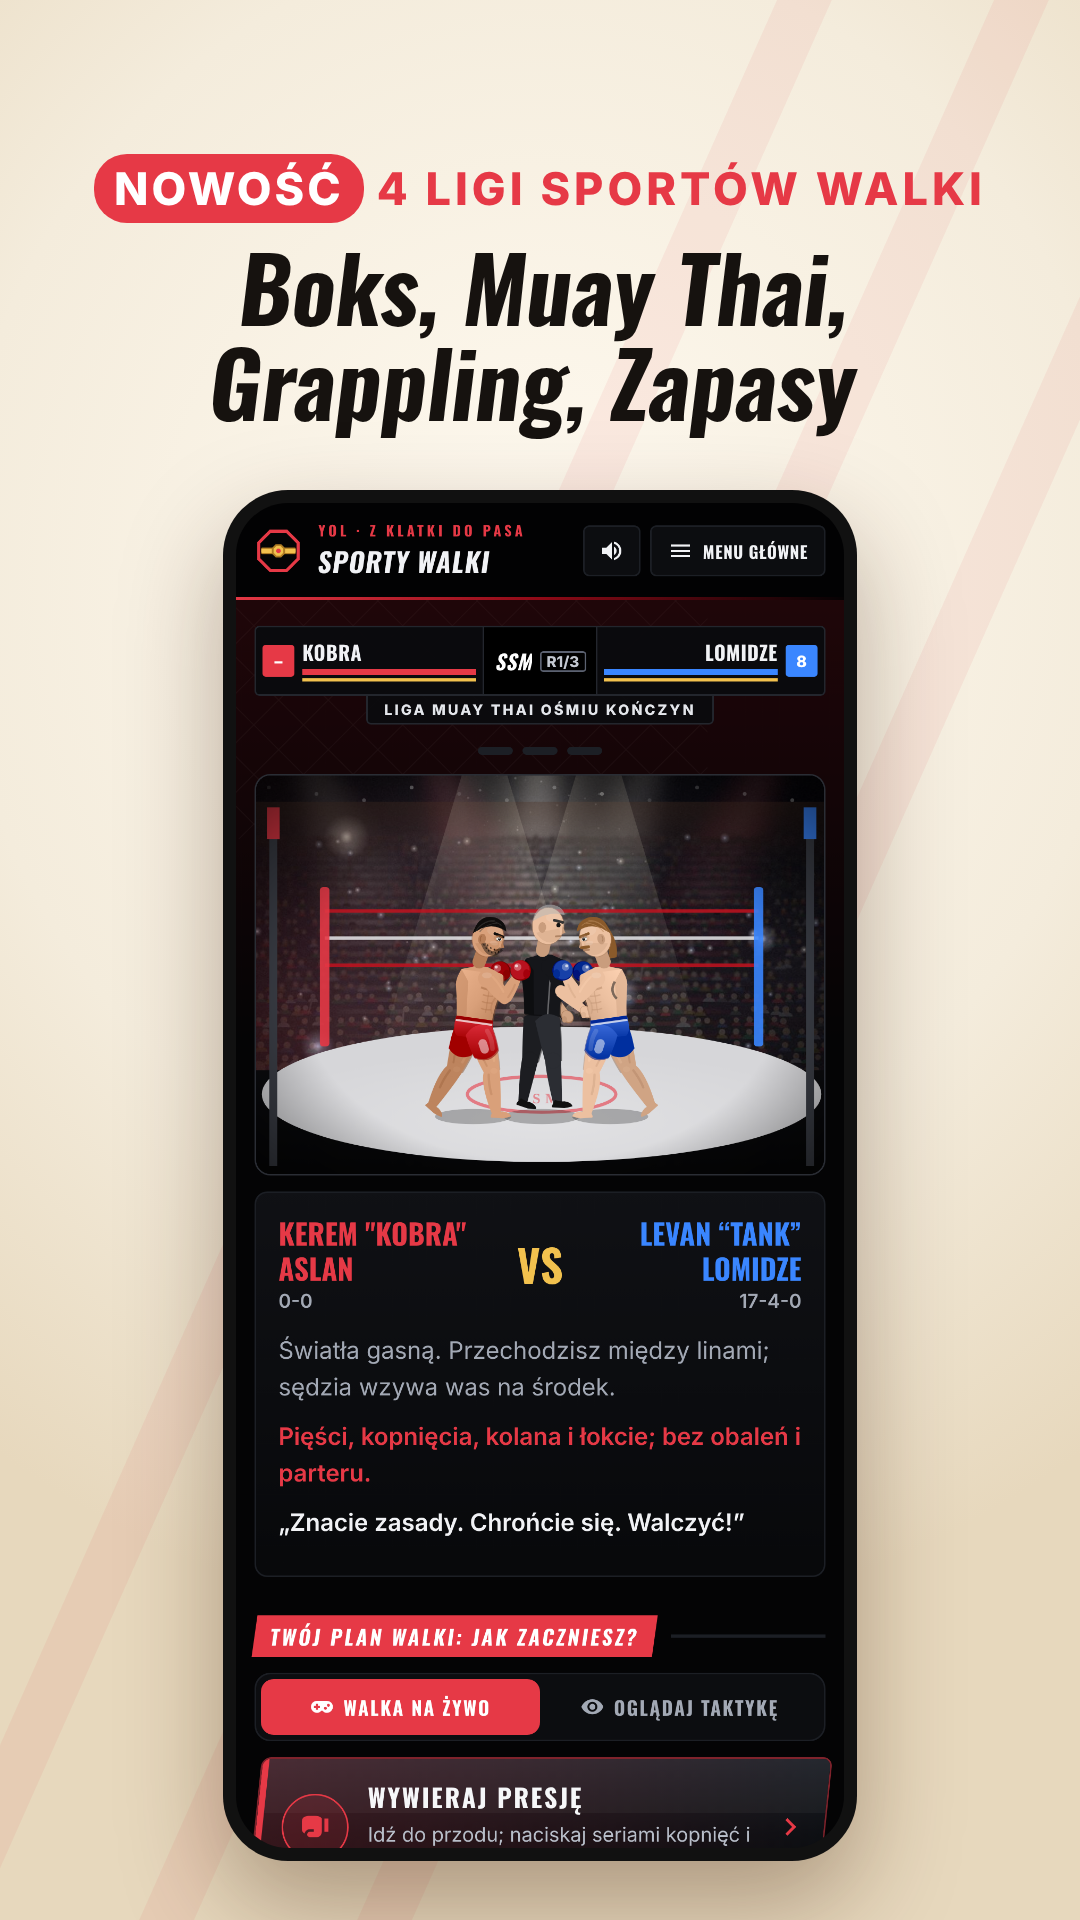 NOWOŚĆ 4 LIGI SPORTÓW WALKI
Boks, Muay Thai,
Grappling, Zapasy
YOL · Z KLATKI DO PASA
SPORTY WALKI
MENU GŁÓWNE
- KOBRA
SSM R1/3
LOMIDZE 8
LIGA MUAY THAI OŚMIU KOŃCZYN
KEREM "KOBRA"
ASLAN
0-0
VS
LEVAN “TANK”
LOMIDZE
17-4-0
Światła gasną. Przechodzisz między linami;
sędzia wzywa was na środek.
Pięści, kopnięcia, kolana i łokcie; bez obaleń i
parteru.
„Znacie zasady. Chrońcie się. Walczyć!”
TWÓJ PLAN WALKI: JAK ZACZNIESZ?
WALKA NA ŻYWO
OGLĄDAJ TAKTYKĘ
WYWIERAJ PRESJĘ
Idź do przodu; naciskaj seriami kopnięć i